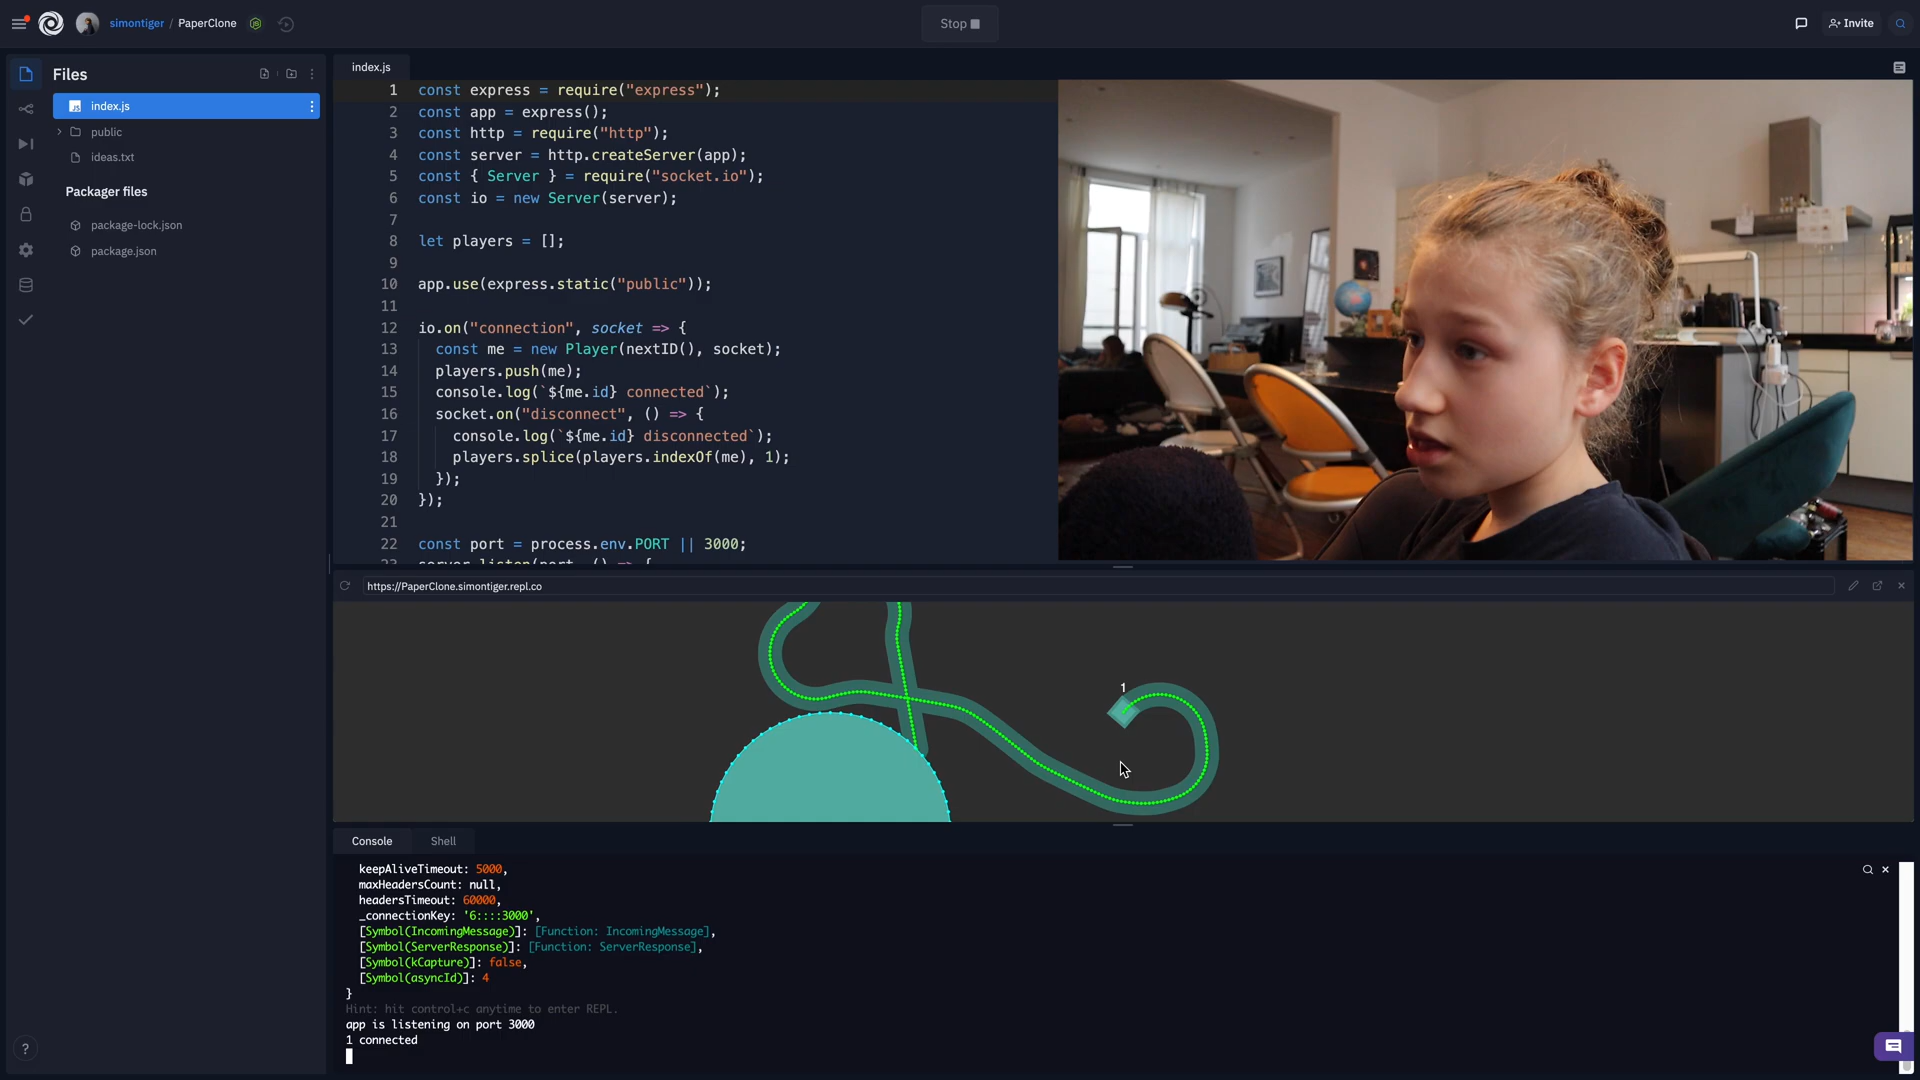 simontiger / PaperClone
Stop
Invite
Files
index.js
public
ideas.txt
Packager files
package-lock.json
package.json
index.js
1 const express = require("express");
2 const app = express();
3 const http = require("http");
4 const server = http.createServer(app);
5 const { Server } = require("socket.io");
6 const io = new Server(server);
7
8 let players = [];
9
10 app.use(express.static("public"));
11
12 io.on("connection", socket => {
13 const me = new Player(nextID(), socket);
14 players.push(me);
15 console.log(`${me.id} connected`);
16 socket.on("disconnect", () => {
17 console.log(`${me.id} disconnected`);
18 players.splice(players.indexOf(me), 1);
19 });
20 });
21
22 const port = process.env.PORT || 3000;
23 server.listen(port, () => {
https://PaperClone.simontiger.repl.co
1
Console Shell
keepAliveTimeout: 5000,
maxHeadersCount: null,
headersTimeout: 60000,
_connectionKey: '6::::3000',
[Symbol(IncomingMessage)]: [Function: IncomingMessage],
[Symbol(ServerResponse)]: [Function: ServerResponse],
[Symbol(kCapture)]: false,
[Symbol(asyncId)]: 4
}
Hint: hit control+c anytime to enter REPL.
app is listening on port 3000
1 connected
?